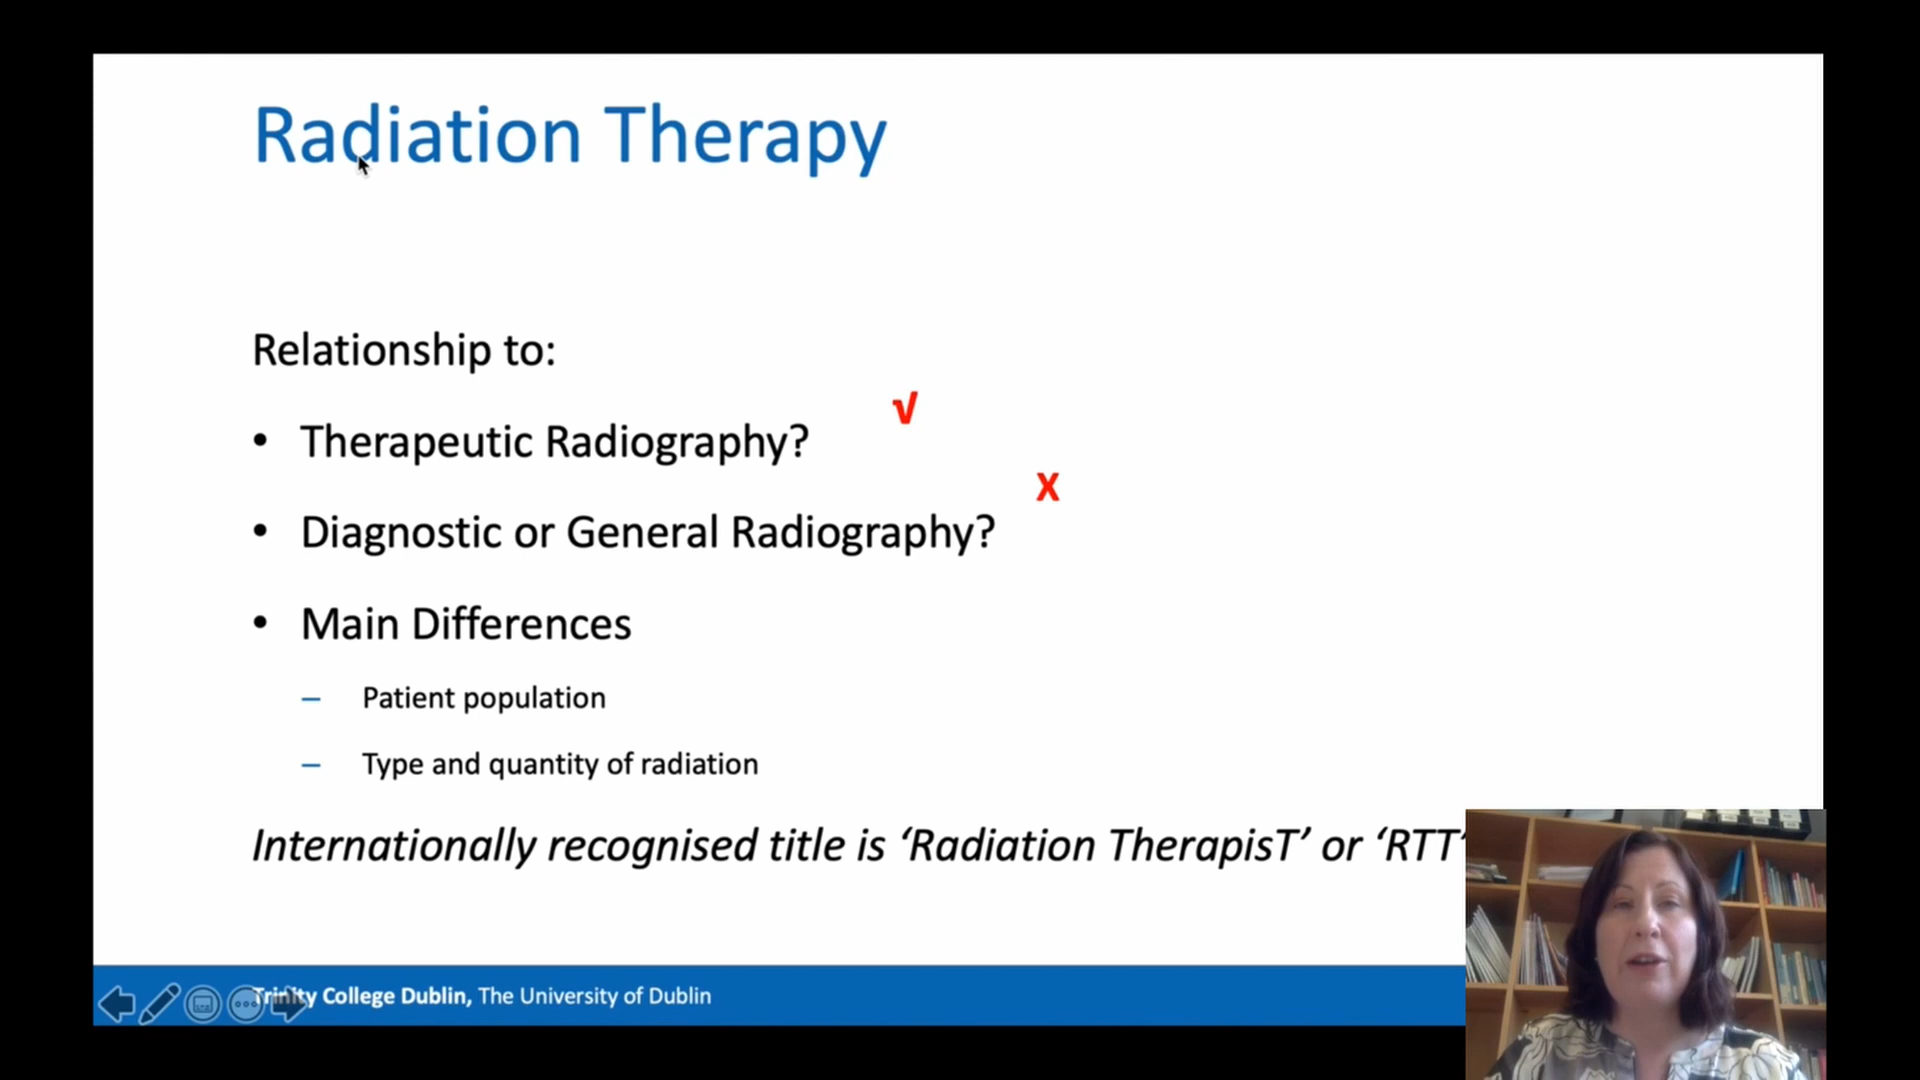 Radiation Therapy
Relationship to:
• Therapeutic Radiography?
√
• Diagnostic or General Radiography?
X
• Main Differences
– Patient population
– Type and quantity of radiation
Internationally recognised title is ‘Radiation TherapisT’ or ‘RTT’
Trinity College Dublin, The University of Dublin